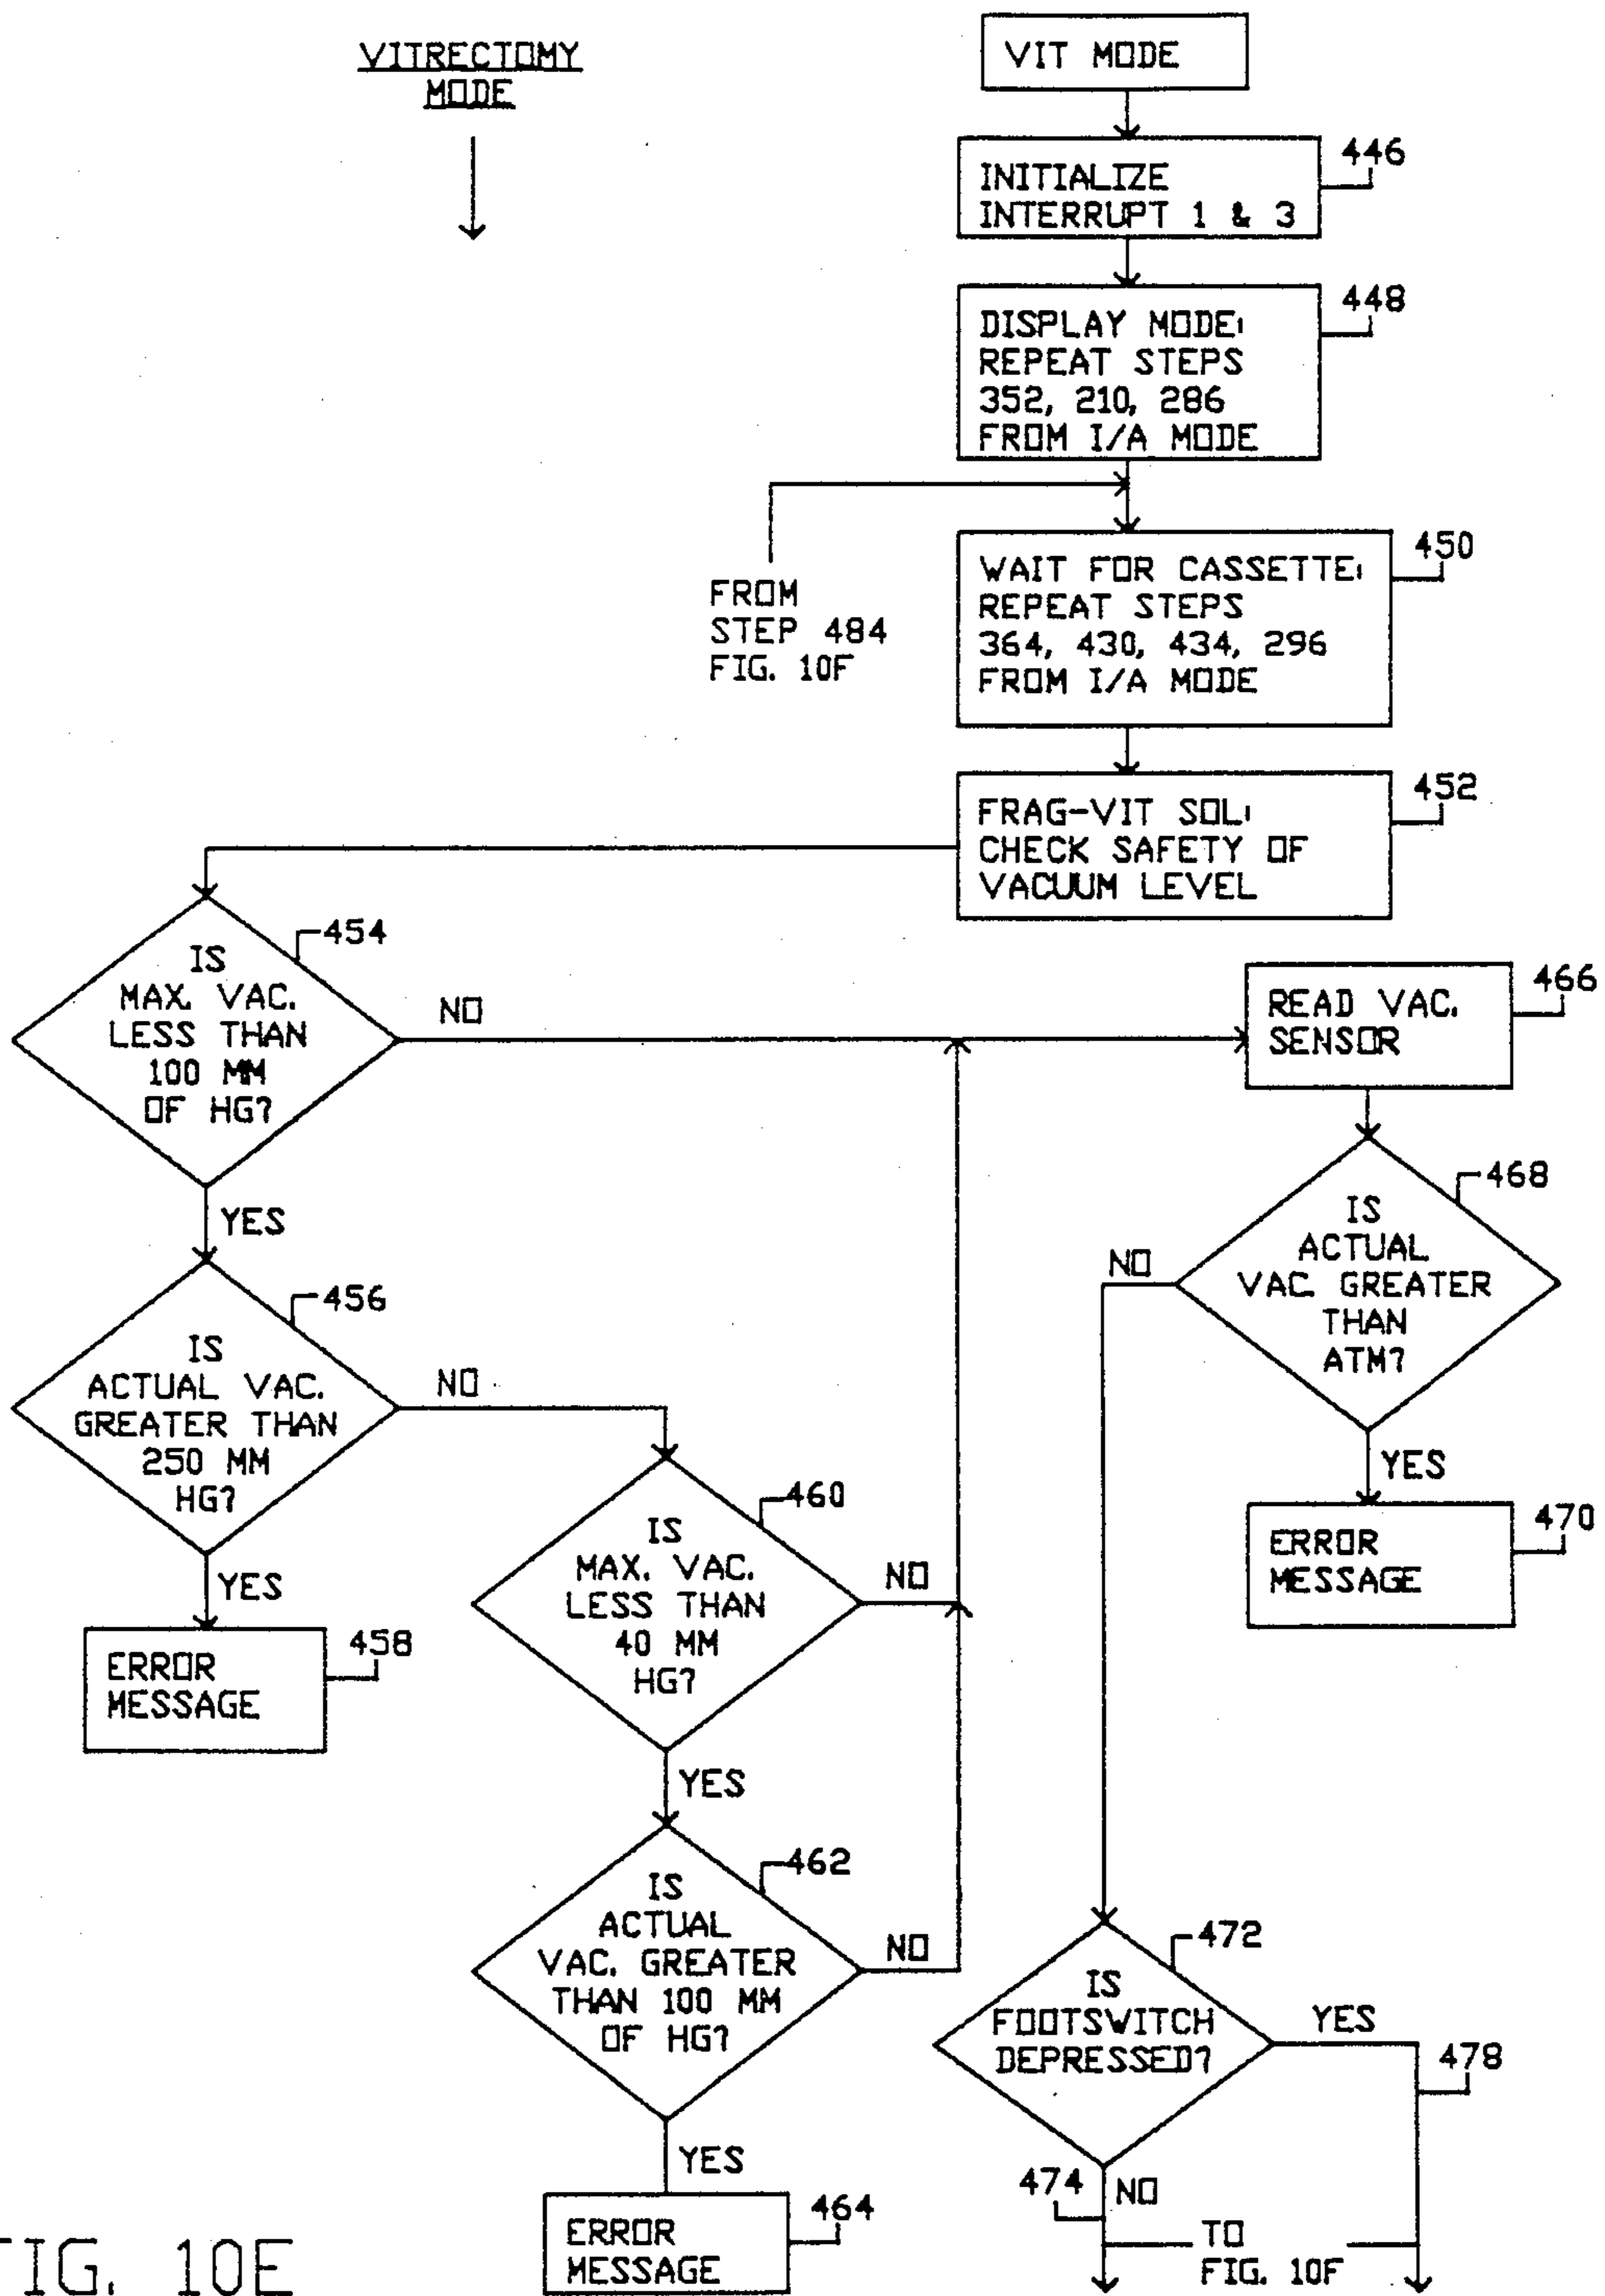 VITRECTOMY
MODE
VIT MODE
446
INITIALIZE
INTERRUPT 1 & 3
448
DISPLAY MODE:
REPEAT STEPS
352, 210, 286
FROM I/A MODE
FROM
STEP 484
FIG. 10F
450
WAIT FOR CASSETTE:
REPEAT STEPS
364, 430, 434, 296
FROM I/A MODE
452
FRAG-VIT SOL:
CHECK SAFETY OF
VACUUM LEVEL
454
IS
MAX. VAC.
LESS THAN
100 MM
OF HG?
NO
YES
466
READ VAC.
SENSOR
468
IS
ACTUAL
VAC. GREATER
THAN
ATM?
NO
YES
470
ERROR
MESSAGE
456
IS
ACTUAL VAC.
GREATER THAN
250 MM
HG?
NO
YES
458
ERROR
MESSAGE
460
IS
MAX. VAC.
LESS THAN
40 MM
HG?
NO
YES
462
IS
ACTUAL
VAC. GREATER
THAN 100 MM
OF HG?
NO
YES
464
ERROR
MESSAGE
472
IS
FOOTSWITCH
DEPRESSED?
YES
478
474
NO
TO
FIG. 10F
FIG. 10E